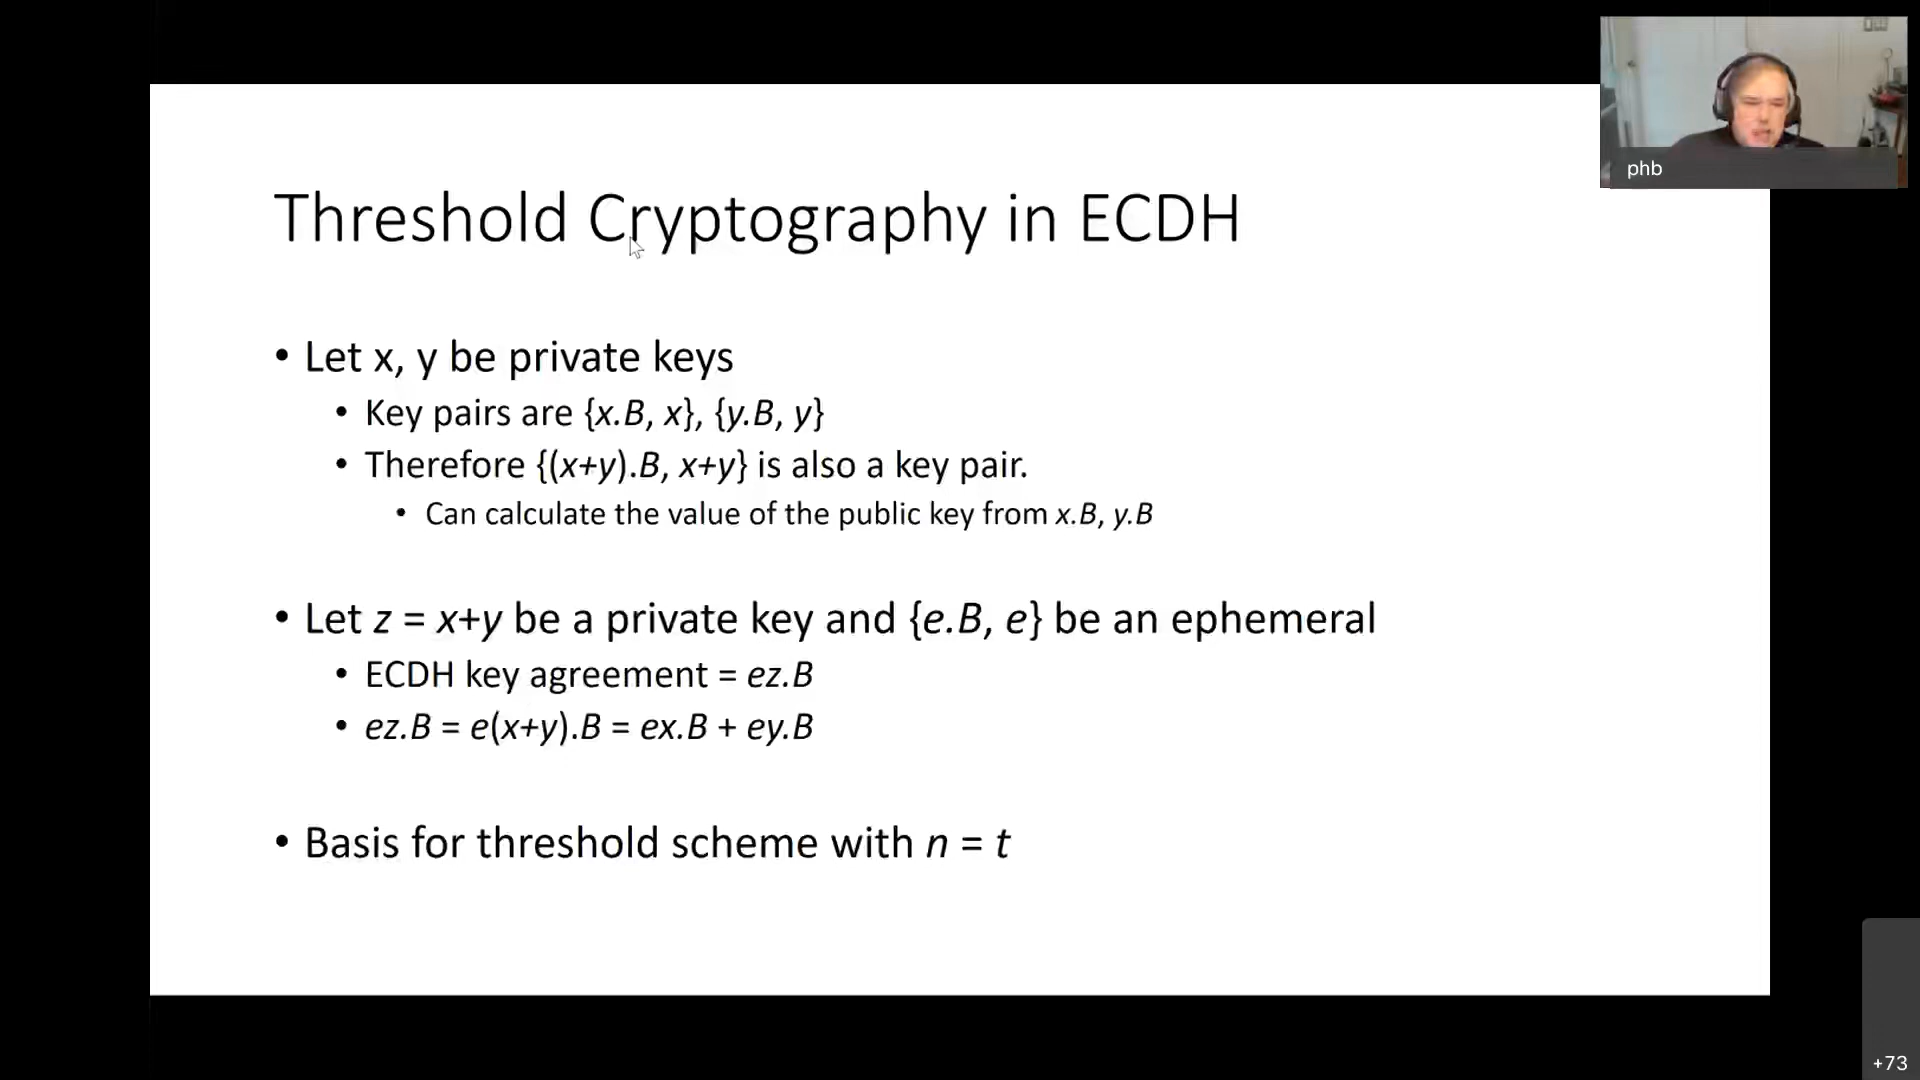 phb
Threshold Cryptography in ECDH
• Let x, y be private keys
• Key pairs are {x.B, x}, {y.B, y}
• Therefore {(x+y).B, x+y} is also a key pair.
• Can calculate the value of the public key from x.B, y.B
• Let z = x+y be a private key and {e.B, e} be an ephemeral
• ECDH key agreement = ez.B
• ez.B = e(x+y).B = ex.B + ey.B
• Basis for threshold scheme with n = t
+73